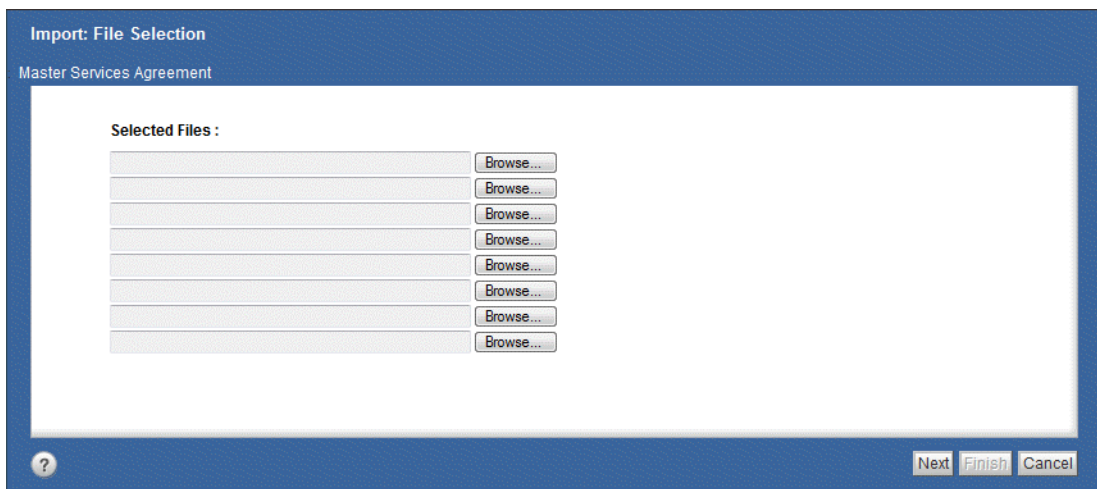 Import: File Selection
Master Services Agreement
Selected Files :
Browse...
Browse...
Browse...
Browse...
Browse...
Browse...
Browse...
Browse...
? Next Finish Cancel